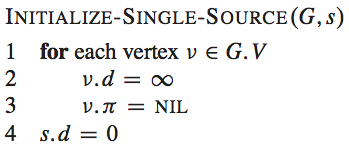 INITIALIZE-SINGLE-SOURCE(G, s)
1 for each vertex v ∈ G.V
2 v.d = ∞
3 v.π = NIL
4 s.d = 0